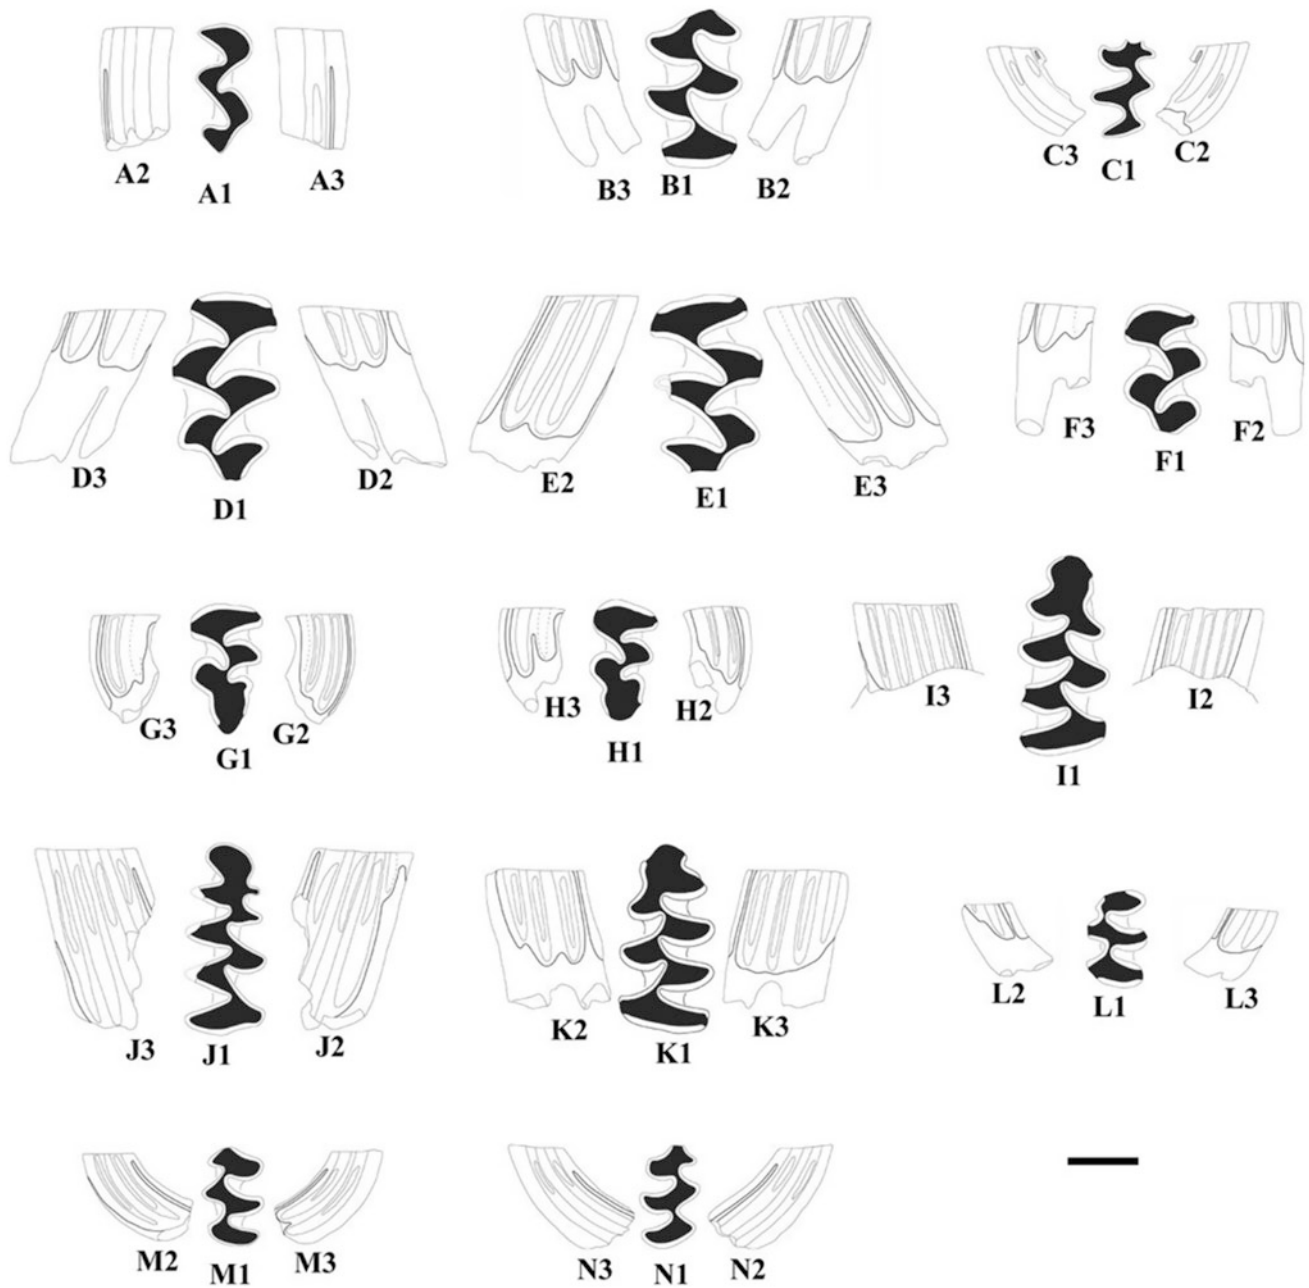 A2 A1 A3
B3 B1 B2
C3 C1 C2
D3 D1 D2
E2 E1 E3
F3 F1 F2
G3 G1 G2
H3 H1 H2
I3 I1 I2
J3 J1 J2
K2 K1 K3
L2 L1 L3
M2 M1 M3
N3 N1 N2